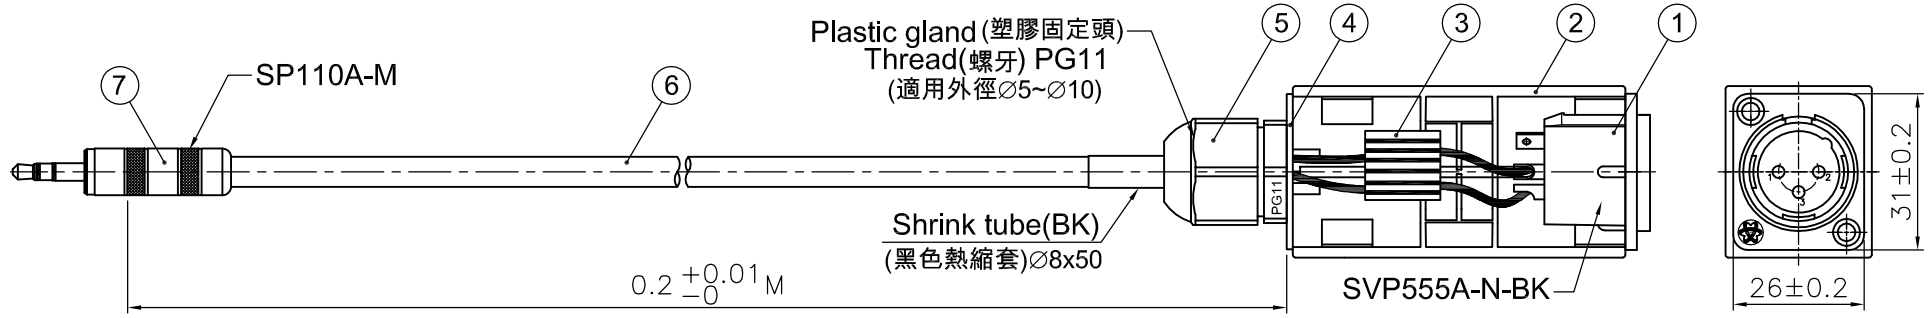 Plastic gland (塑膠固定頭)
Thread(螺牙) PG11
(適用外徑∅5~∅10)
5
4
3
2
1
7
SP110A-M
6
PG11
1
2
3
31±0.2
Shrink tube(BK)
(黑色熱縮套)∅8x50
0.2 +0.01 M
-0
SVP555A-N-BK
26±0.2